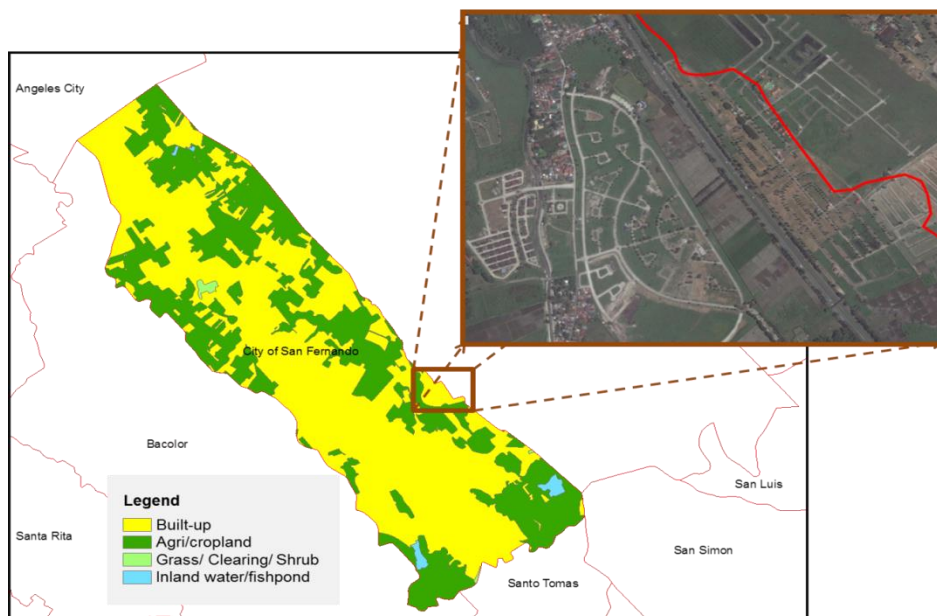 Angeles City
City of San Fernando
Bacolor
San Luis
Legend
Built-up
Santa Rita
Agri/cropland
San Simon
Grass/ Clearing/ Shrub
Inland water/fishpond
Santo Tomas